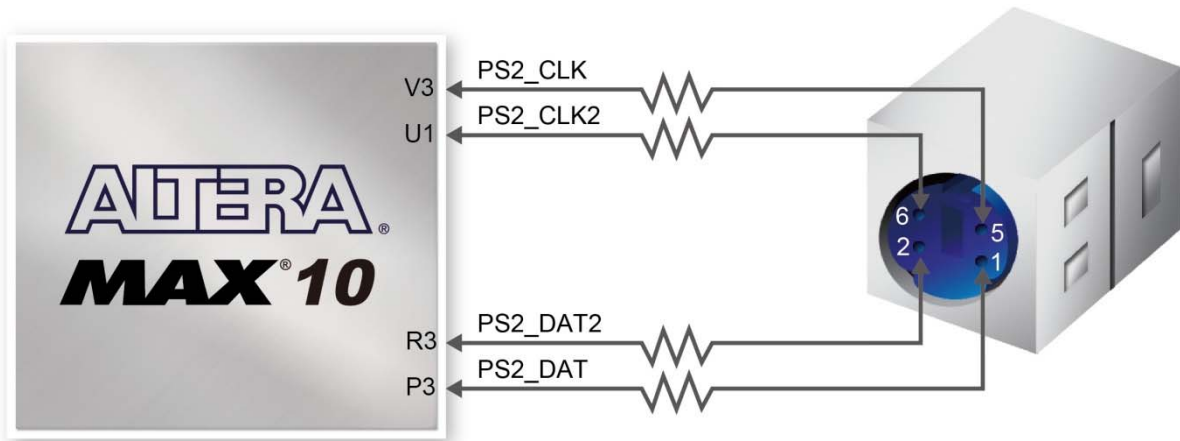 V3 PS2_CLK
U1 PS2_CLK2
ALTERA®
MAX® 10
6
5
2
1
R3 PS2_DAT2
P3 PS2_DAT